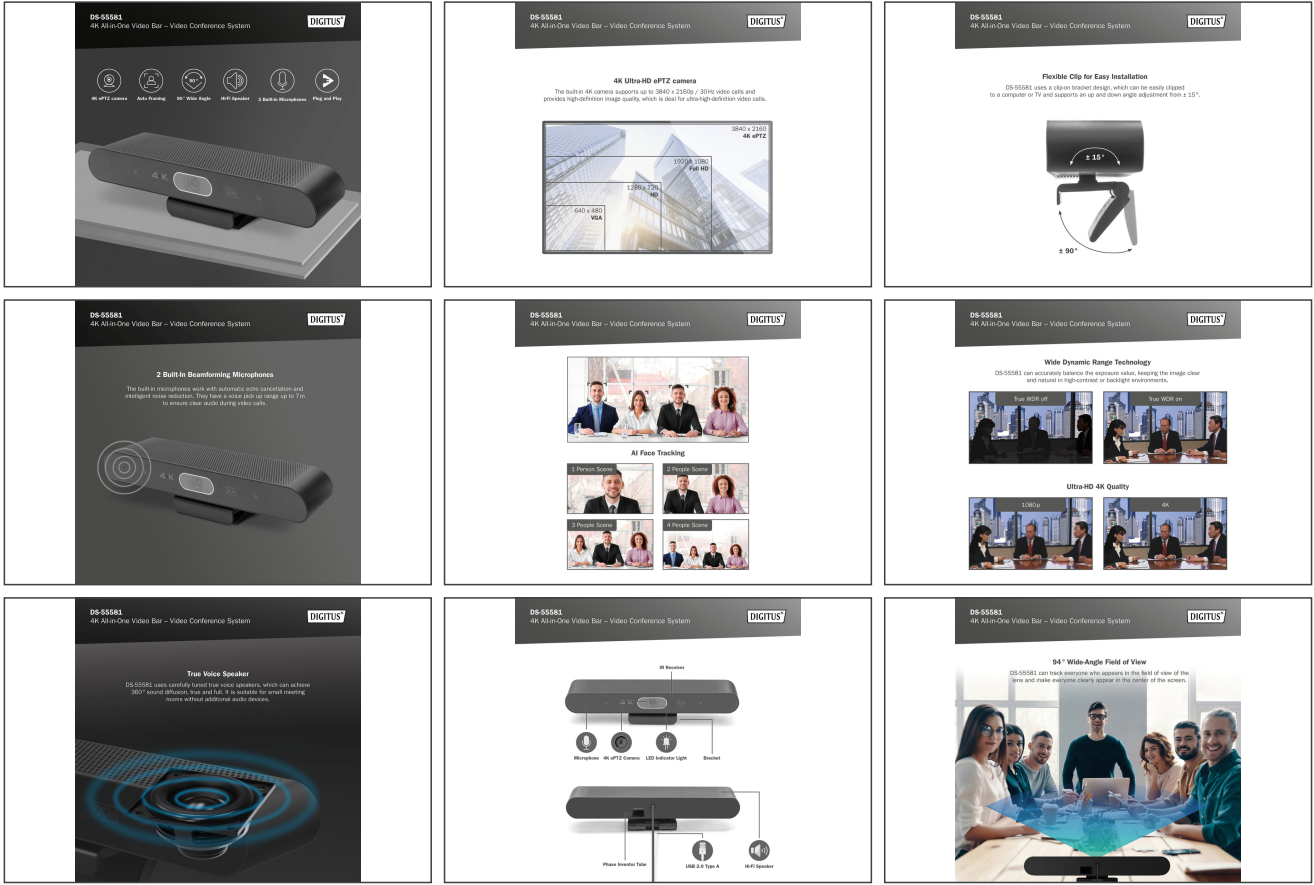 DS-55581
4K All-in-One Video Bar – Video Conference System
DIGITUS®
90°
4K ePTZ camera
Auto Framing
90° Wide Angle
Hi-Fi Speaker
2 Built-in Microphones
Plug and Play
4K
DS-55581
4K All-in-One Video Bar – Video Conference System
DIGITUS®
4K Ultra-HD ePTZ camera
The built-in 4K camera supports up to 3840 x 2160p / 30Hz video calls and
provides high-definition image quality, which is deal for ultra-high-definition video calls.
3840 x 2160
4K ePTZ
1920 x 1080
Full HD
1280 x 720
HD
640 x 480
VGA
DS-55581
4K All-in-One Video Bar – Video Conference System
DIGITUS®
Flexible Clip for Easy Installation
DS-55581 uses a clip-on bracket design, which can be easily clipped
to a computer or TV and supports an up and down angle adjustment from ± 15°.
± 15°
± 90°
DS-55581
4K All-in-One Video Bar – Video Conference System
DIGITUS®
2 Built-In Beamforming Microphones
The built-in microphones work with automatic echo cancellation and
intelligent noise reduction. They have a voice pick up range up to 7m
to ensure clear audio during video calls.
4K
DS-55581
4K All-in-One Video Bar – Video Conference System
DIGITUS®
AI Face Tracking
1 Person Scene
2 People Scene
3 People Scene
4 People Scene
DS-55581
4K All-in-One Video Bar – Video Conference System
DIGITUS®
Wide Dynamic Range Technology
DS-55581 can accurately balance the exposure value, keeping the image clear
and natural in high-contrast or backlight environments.
True WDR off
True WDR on
Ultra-HD 4K Quality
1080p
4K
DS-55581
4K All-in-One Video Bar – Video Conference System
DIGITUS®
True Voice Speaker
DS-55581 uses carefully tuned true voice speakers, which can achieve
360° sound diffusion, true and full. It is suitable for small meeting
rooms without additional audio devices.
DS-55581
4K All-in-One Video Bar – Video Conference System
DIGITUS®
IR Receiver
4K
Microphone
4K ePTZ Camera
LED Indicator Light
Bracket
Phase Inventor Tube
USB 2.0 Type A
Hi-Fi Speaker
DS-55581
4K All-in-One Video Bar – Video Conference System
DIGITUS®
94° Wide-Angle Field of View
DS-55581 can track everyone who appears in the field of view of the
lens and make everyone clearly appear in the center of the screen.